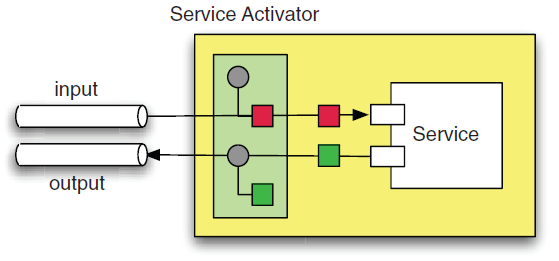 Service Activator
input
Service
output